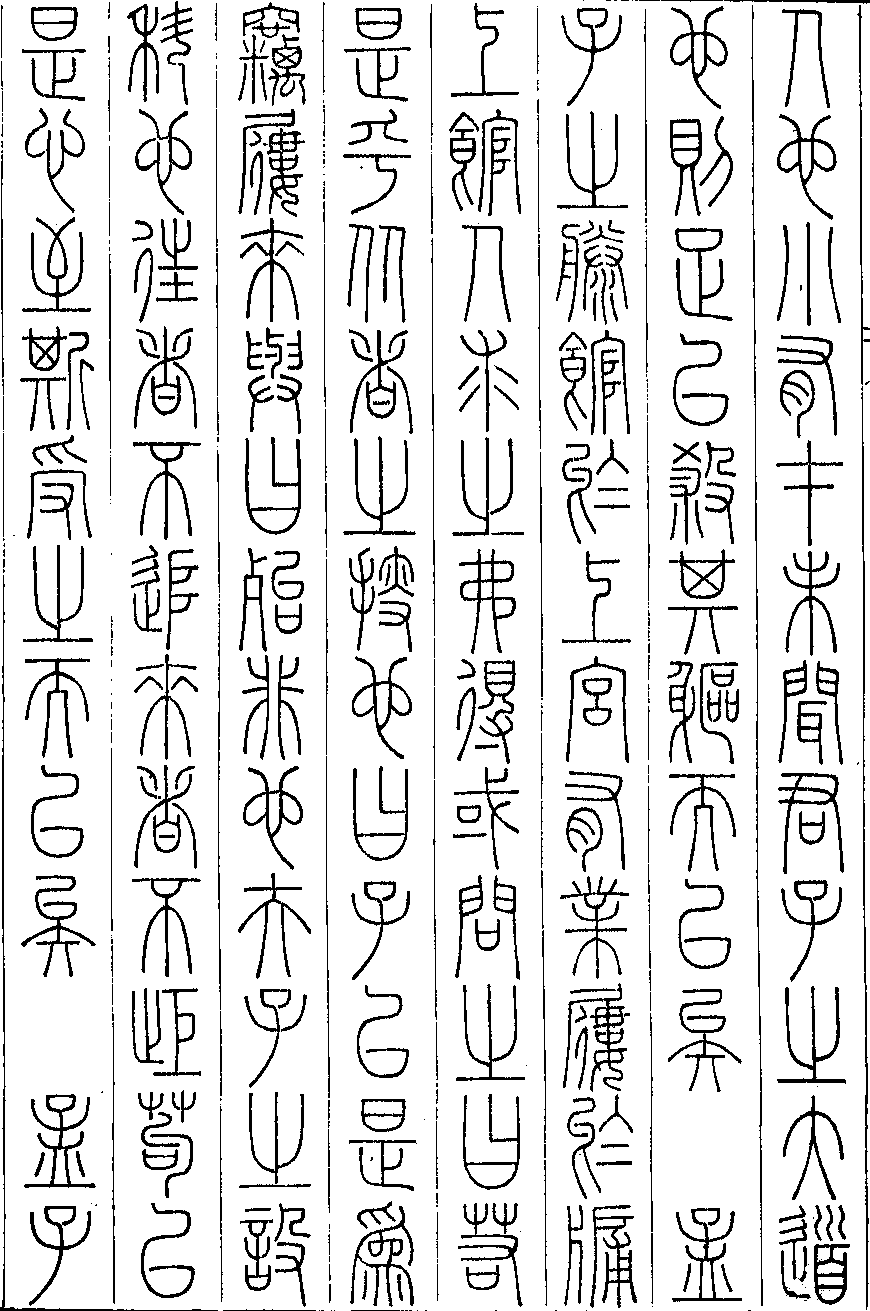 人也小有才未聞君子之大道
也則足以殺其軀而已矣　孟
子之滕館於上宮有業屨於牖
上館人求之弗得或問之曰若
是乎从者之搜也曰子以是為
竊屨來與曰殆非也夫子之設
科也往者不追來者不歫苟以
是心至斯受之而已矣　孟子